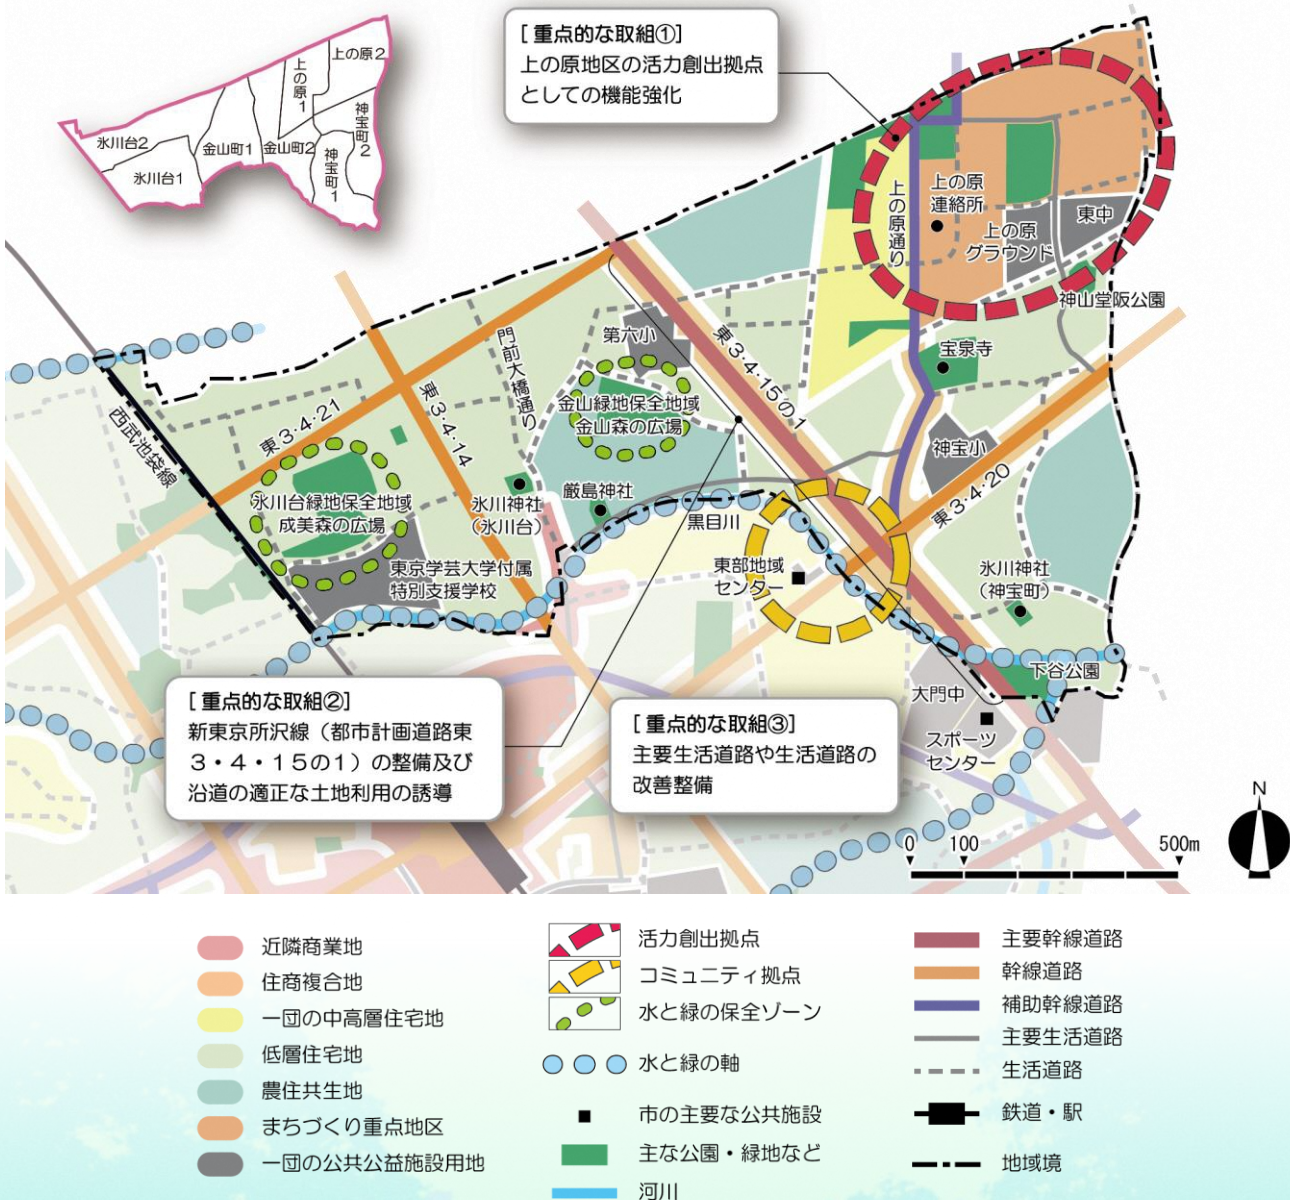 上の原2
上の原1
神宝町2
氷川台2
金山町1
金山町2
氷川台1
神宝町1
[重点的な取組①]
上の原地区の活力創出拠点
としての機能強化
上の原通り
上の原
連絡所
上の原
グラウンド
東中
神山堂阪公園
宝泉寺
第六小
門前大橋通り
東3・4・15の1
金山緑地保全地域
金山森の広場
東3・4・21
東3・4・14
西武池袋線
神宝小
東3・4・20
氷川台緑地保全地域
成美森の広場
氷川神社
(氷川台)
厳島神社
黒目川
東京学芸大学付属
特別支援学校
東部地域
センター
氷川神社
(神宝町)
下谷公園
大門中
スポーツ
センター
[重点的な取組②]
新東京所沢線（都市計画道路東
3・4・15の1）の整備及び
沿道の適正な土地利用の誘導
[重点的な取組③]
主要生活道路や生活道路の
改善整備
N
0 100 500m
近隣商業地
住商複合地
一団の中高層住宅地
低層住宅地
農住共生地
まちづくり重点地区
一団の公共公益施設用地
活力創出拠点
コミュニティ拠点
水と緑の保全ゾーン
水と緑の軸
市の主要な公共施設
主な公園・緑地など
河川
主要幹線道路
幹線道路
補助幹線道路
主要生活道路
生活道路
鉄道・駅
地域境